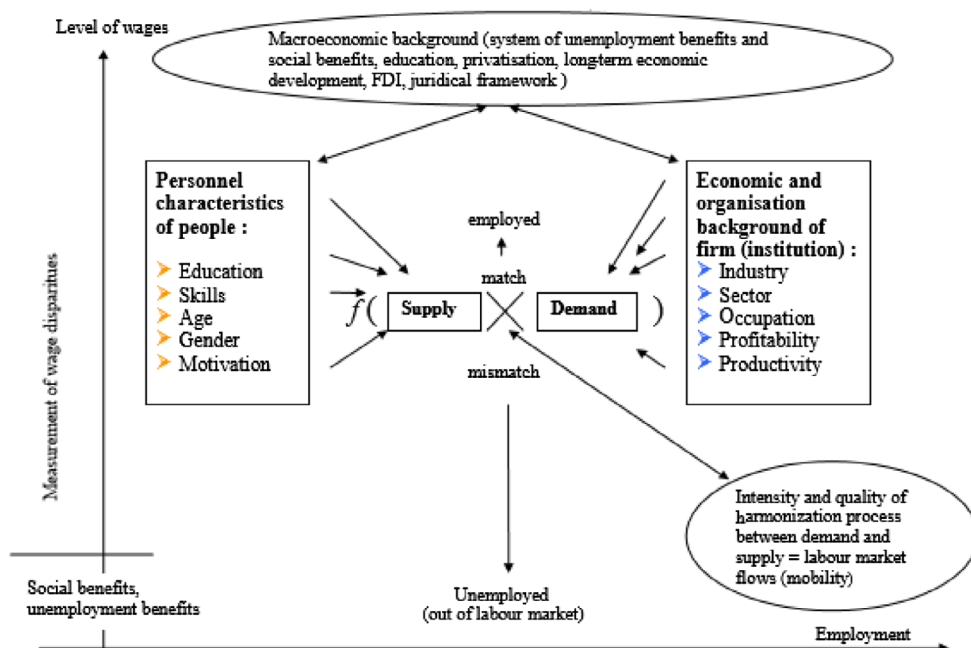 Level of wages
Macroeconomic background (system of unemployment benefits and
social benefits, education, privatisation, long-term economic
development, FDI, juridical framework )
Personnel
characteristics
of people :
Education
Skills
Age
Gender
Motivation
employed
match
f( Supply Demand )
mismatch
Economic and
organisation
background of
firm (institution) :
Industry
Sector
Occupation
Profitability
Productivity
Measurement of wage disparitues
Intensity and quality of
harmonization process
between demand and
supply = labour market
flows (mobility)
Social benefits,
unemployment benefits
Unemployed
(out of labour market)
Employment